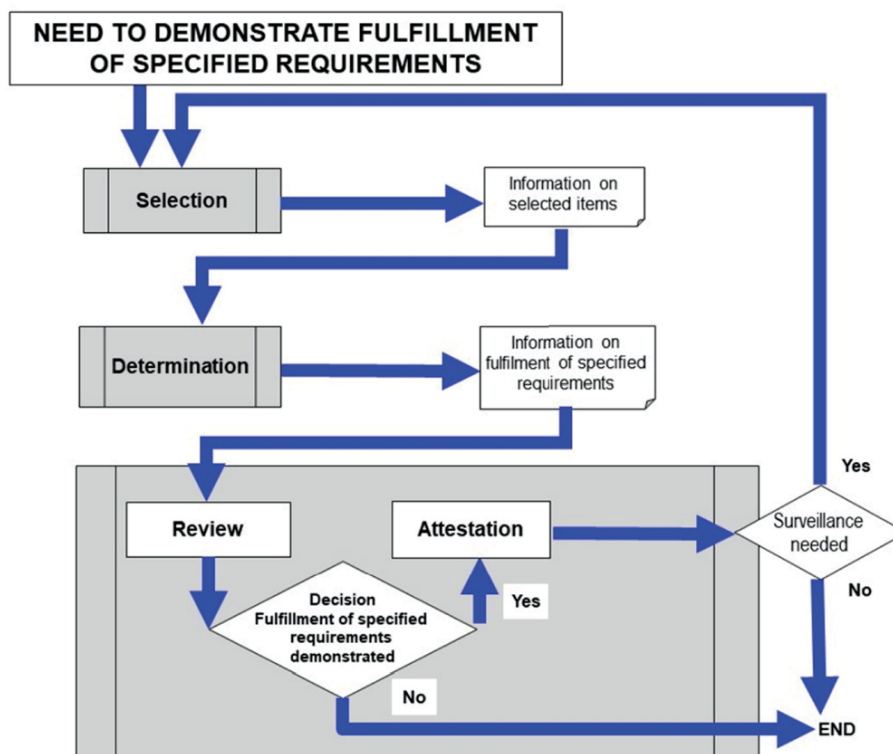 NEED TO DEMONSTRATE FULFILLMENT
OF SPECIFIED REQUIREMENTS
Selection
Information on
selected items
Determination
Information on
fulfilment of specified
requirements
Yes
Review
Attestation
Surveillance
needed
Decision
Fulfillment of specified
requirements
demonstrated
Yes
No
No
END